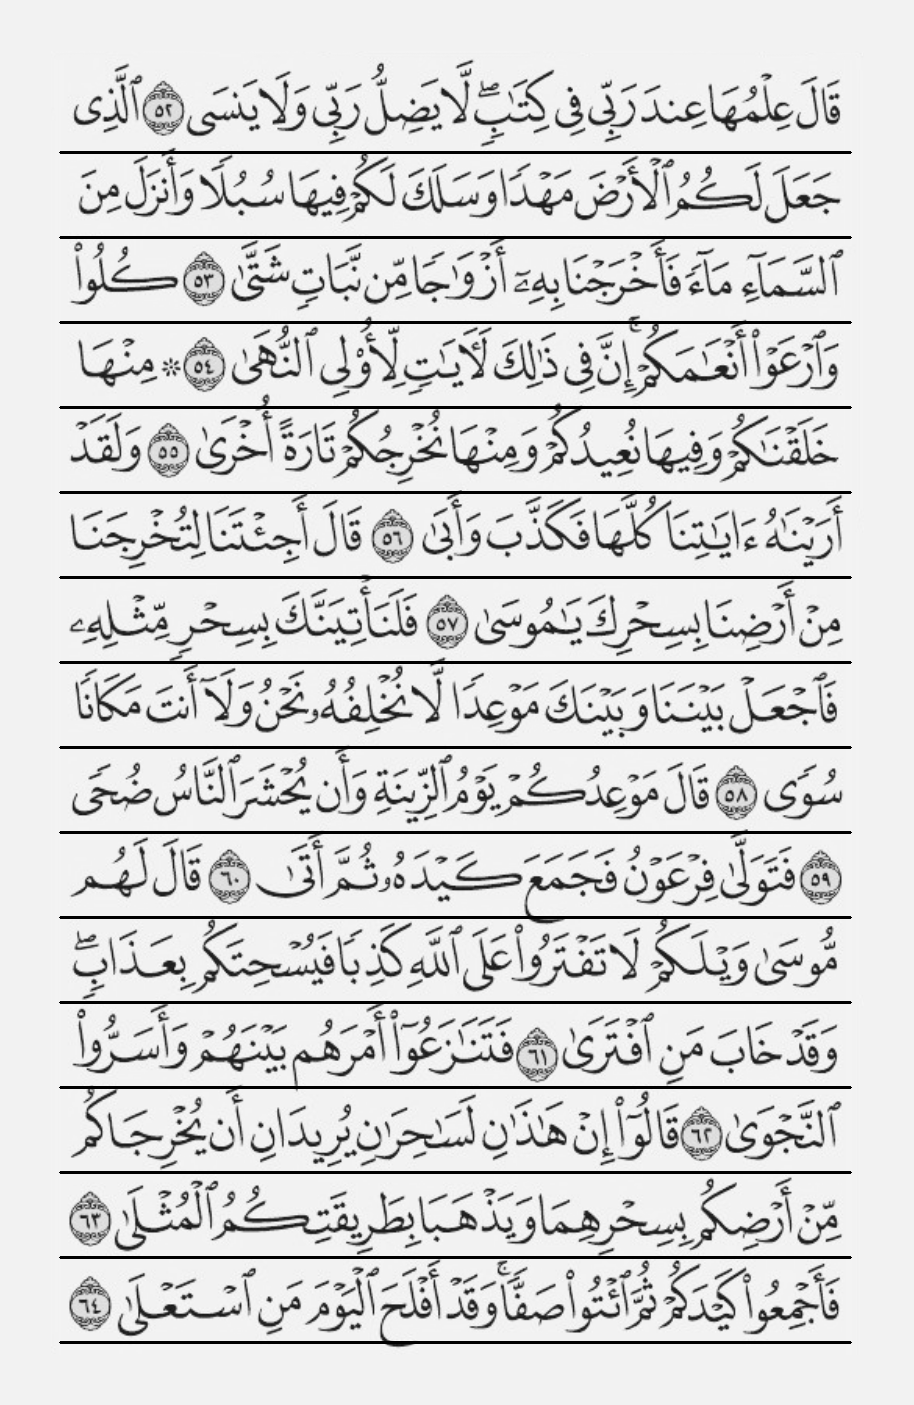 قَالَ عِلْمُهَا عِندَ رَبِّى فِى كِتَٰبٍۖ لَّا يَضِلُّ رَبِّى وَلَا يَنسَى ٥٢ ٱلَّذِى
جَعَلَ لَكُمُ ٱلْأَرْضَ مَهْدًا وَسَلَكَ لَكُمْ فِيهَا سُبُلًا وَأَنزَلَ مِنَ
ٱلسَّمَآءِ مَآءً فَأَخْرَجْنَا بِهِۦٓ أَزْوَٰجًا مِّن نَّبَاتٍ شَتَّىٰ ٥٣ كُلُوا۟
وَٱرْعَوْا۟ أَنْعَٰمَكُمْۗ إِنَّ فِى ذَٰلِكَ لَـَٔايَٰتٍ لِّأُو۟لِى ٱلنُّهَىٰ ٥٤ ۞ مِنْهَا
خَلَقْنَٰكُمْ وَفِيهَا نُعِيدُكُمْ وَمِنْهَا نُخْرِجُكُمْ تَارَةً أُخْرَىٰ ٥٥ وَلَقَدْ
أَرَيْنَٰهُ ءَايَٰتِنَا كُلَّهَا فَكَذَّبَ وَأَبَىٰ ٥٦ قَالَ أَجِئْتَنَا لِتُخْرِجَنَا
مِنْ أَرْضِنَا بِسِحْرِكَ يَٰمُوسَىٰ ٥٧ فَلَنَأْتِيَنَّكَ بِسِحْرٍ مِّثْلِهِۦ
فَٱجْعَلْ بَيْنَنَا وَبَيْنَكَ مَوْعِدًا لَّا نُخْلِفُهُۥ نَحْنُ وَلَآ أَنتَ مَكَانًا
سُوًى ٥٨ قَالَ مَوْعِدُكُمْ يَوْمُ ٱلزِّينَةِ وَأَن يُحْشَرَ ٱلنَّاسُ ضُحًى
٥٩ فَتَوَلَّىٰ فِرْعَوْنُ فَجَمَعَ كَيْدَهُۥ ثُمَّ أَتَىٰ ٦٠ قَالَ لَهُم
مُّوسَىٰ وَيْلَكُمْ لَا تَفْتَرُوا۟ عَلَى ٱللَّهِ كَذِبًا فَيُسْحِتَكُم بِعَذَابٍۖ
وَقَدْ خَابَ مَنِ ٱفْتَرَىٰ ٦١ فَتَنَٰزَعُوٓا۟ أَمْرَهُم بَيْنَهُمْ وَأَسَرُّوا۟
ٱلنَّجْوَىٰ ٦٢ قَالُوٓا۟ إِنْ هَٰذَٰنِ لَسَٰحِرَٰنِ يُرِيدَانِ أَن يُخْرِجَاكُم
مِّنْ أَرْضِكُم بِسِحْرِهِمَا وَيَذْهَبَا بِطَرِيقَتِكُمُ ٱلْمُثْلَىٰ ٦٣
فَأَجْمِعُوا۟ كَيْدَكُمْ ثُمَّ ٱئْتُوا۟ صَفًّاۚ وَقَدْ أَفْلَحَ ٱلْيَوْمَ مَنِ ٱسْتَعْلَىٰ ٦٤